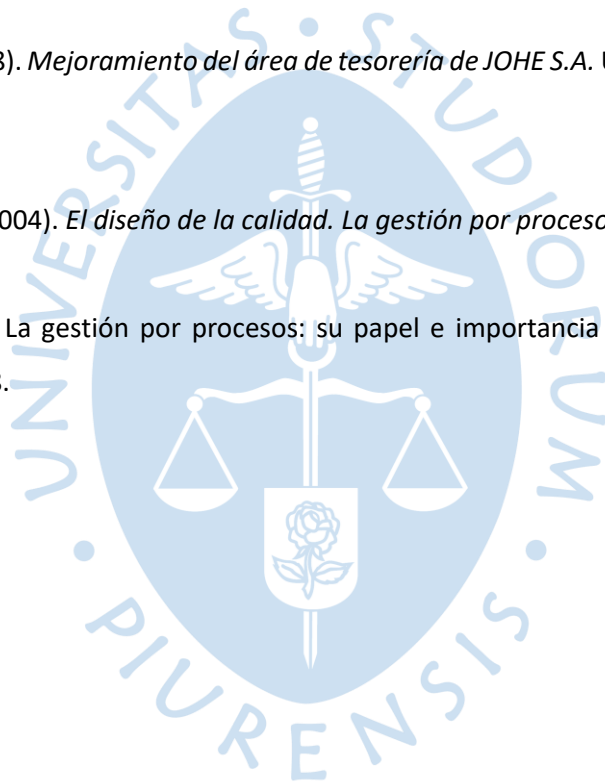 3). Mejoramiento del área de tesorería de JOHE S.A. U
004). El diseño de la calidad. La gestión por proceso
La gestión por procesos: su papel e importancia
3.
UNIVERSITAS • STUDIORUM • PIURENSIS •